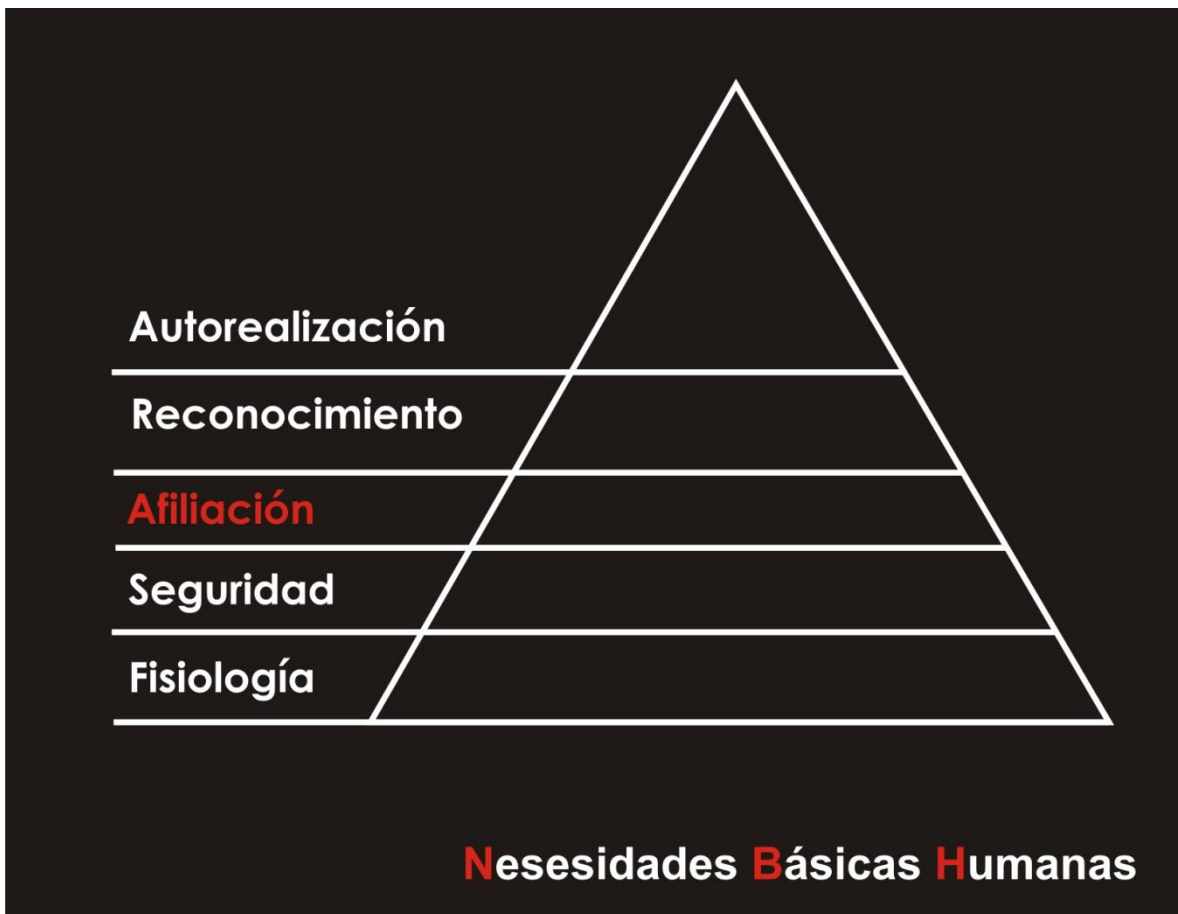 Autorealización
Reconocimiento
Afiliación
Seguridad
Fisiología
Nesesidades Básicas Humanas